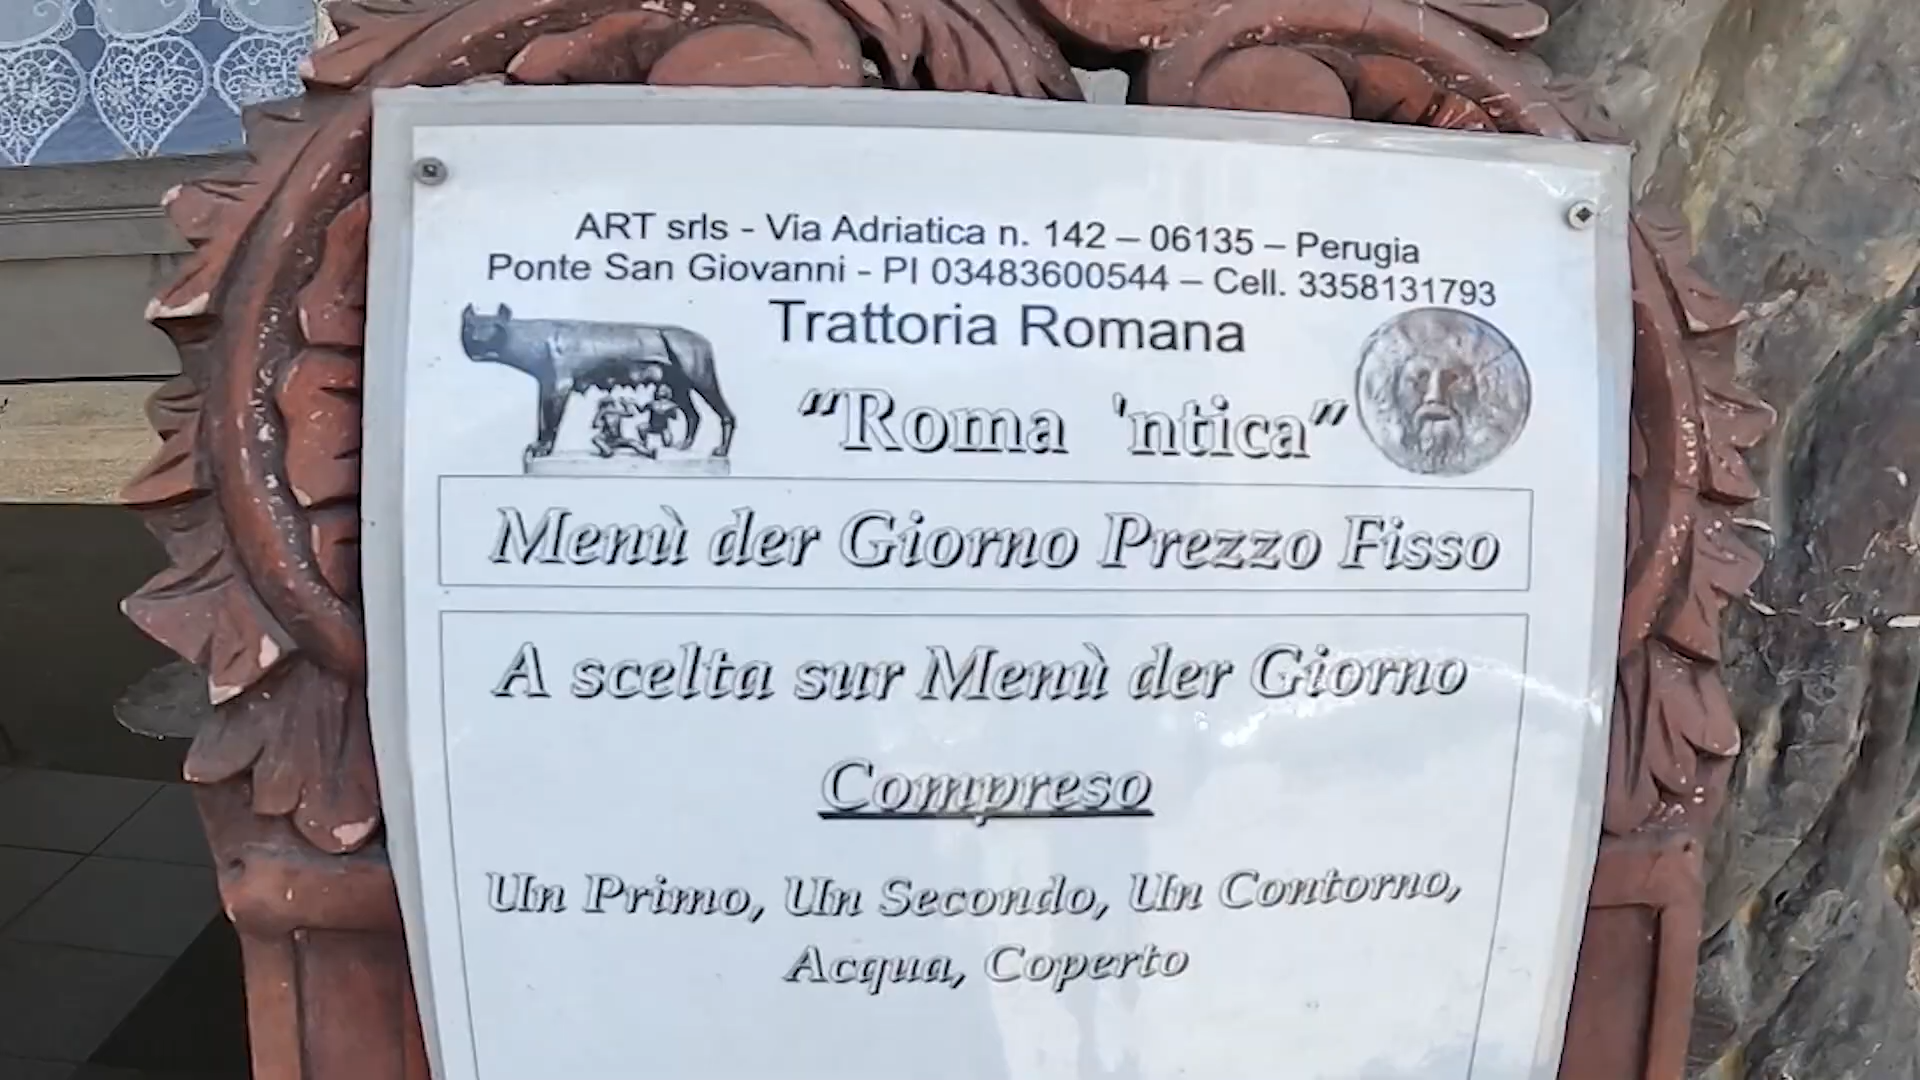 ART srls - Via Adriatica n. 142 – 06135 – Perugia
Ponte San Giovanni - PI 03483600544 – Cell. 3358131793
Trattoria Romana
“Roma 'ntica”
Menù der Giorno Prezzo Fisso
A scelta sur Menù der Giorno
Compreso
Un Primo, Un Secondo, Un Contorno,
Acqua, Coperto